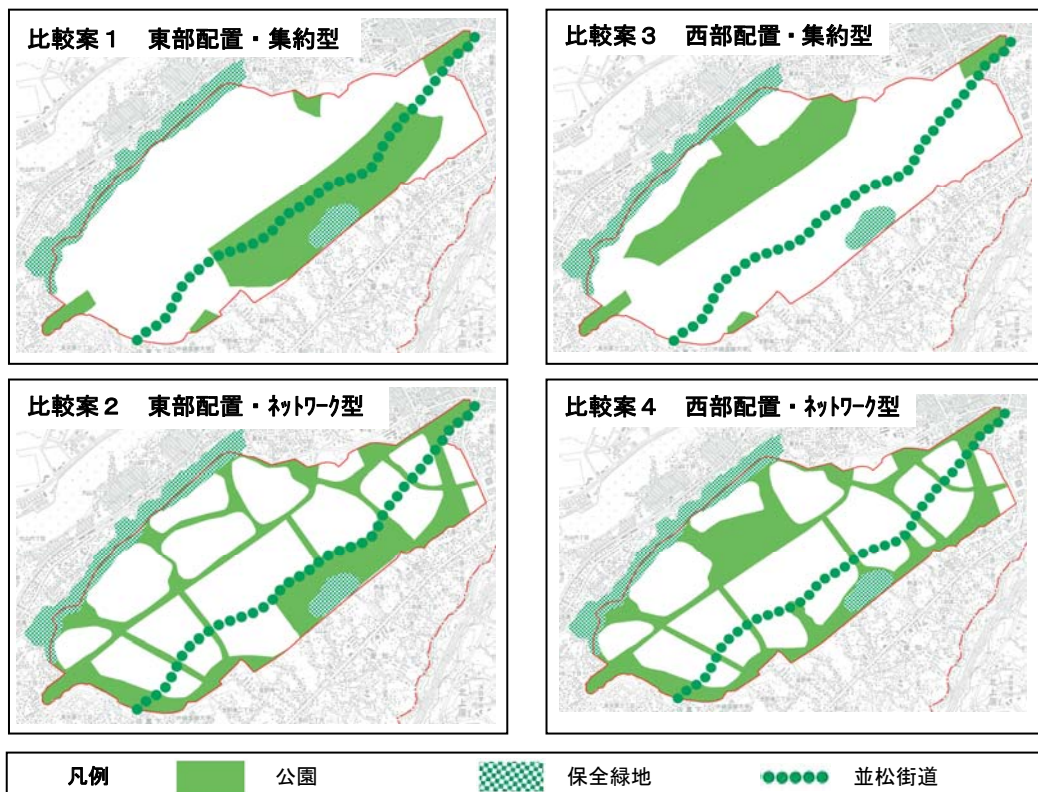 比較案１　東部配置・集約型
比較案３　西部配置・集約型
比較案２　東部配置・ﾈｯﾄﾜｰｸ型
比較案４　西部配置・ﾈｯﾄﾜｰｸ型
凡例　公園　保全緑地　並松街道